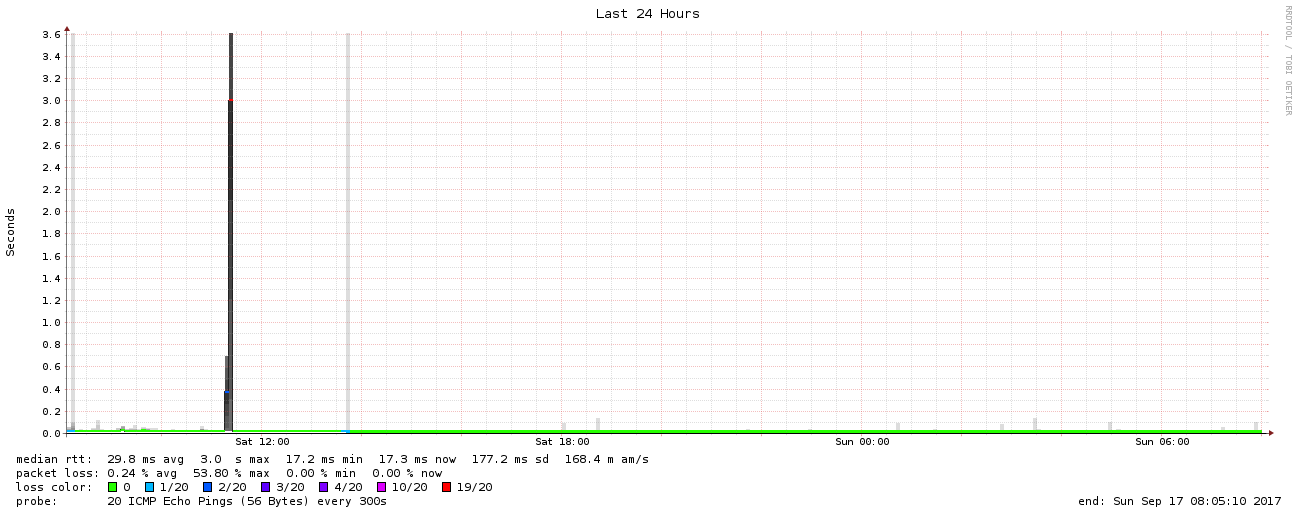 Last 24 Hours
RRDTOOL / TOBI OETIKER
Seconds
3.6
3.4
3.2
3.0
2.8
2.6
2.4
2.2
2.0
1.8
1.6
1.4
1.2
1.0
0.8
0.6
0.4
0.2
0.0
Sat 12:00 Sat 18:00 Sun 00:00 Sun 06:00
median rtt: 29.8 ms avg 3.0 s max 17.2 ms min 17.3 ms now 177.2 ms sd 168.4 m am/s
packet loss: 0.24 % avg 53.80 % max 0.00 % min 0.00 % now
loss color: 0 1/20 2/20 3/20 4/20 10/20 19/20
probe: 20 ICMP Echo Pings (56 Bytes) every 300s end: Sun Sep 17 08:05:10 2017